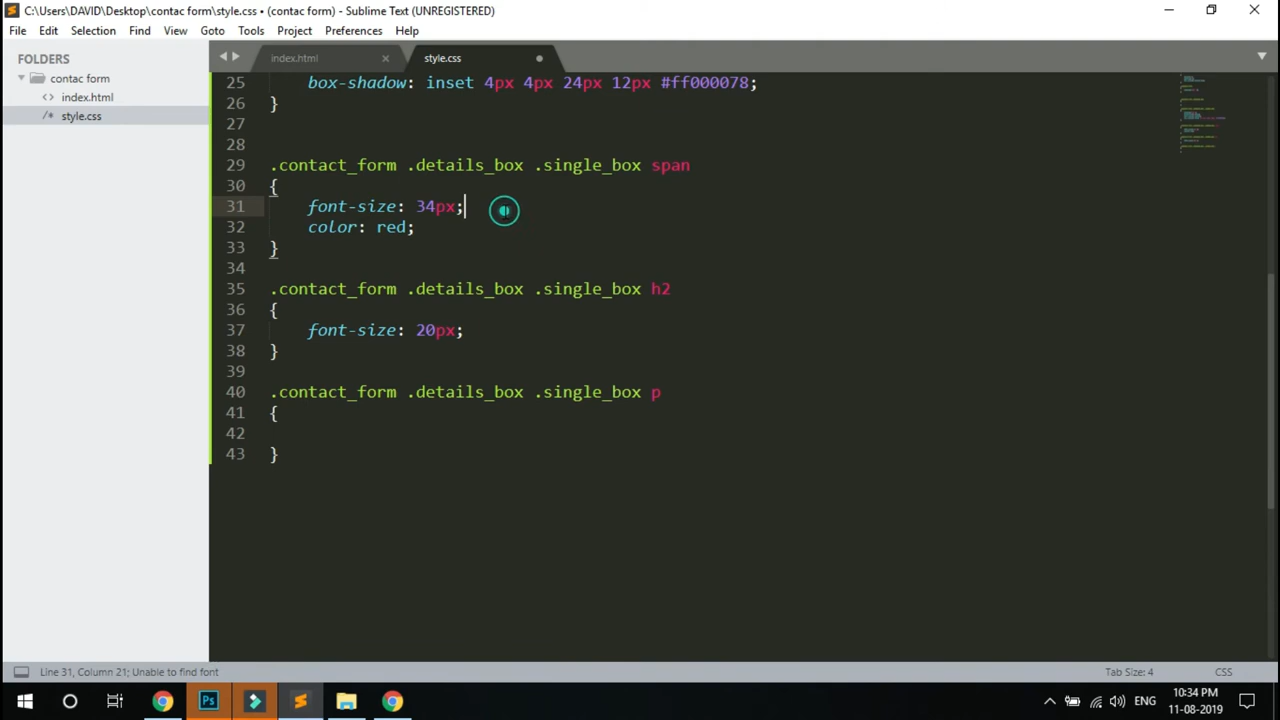 C:\Users\DAVID\Desktop\contac form\style.css • (contac form) - Sublime Text (UNREGISTERED)
File Edit Selection Find View Goto Tools Project Preferences Help
FOLDERS
contac form
<> index.html
/* style.css
index.html × style.css
25 box-shadow: inset 4px 4px 24px 12px #ff000078;
26 }
27
28
29 .contact_form .details_box .single_box span
30 {
31 font-size: 34px;
32 color: red;
33 }
34
35 .contact_form .details_box .single_box h2
36 {
37 font-size: 20px;
38 }
39
40 .contact_form .details_box .single_box p
41 {
42
43 }
Line 31, Column 21; Unable to find font Tab Size: 4 CSS
Ps
ENG
10:34 PM
11-08-2019